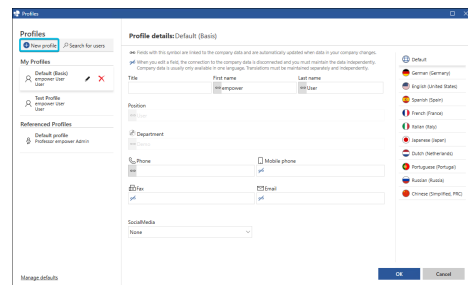 Profiles
Profiles
New profile
Search for users
My Profiles
Default (Basic)
empower User
User
Test Profile
empower User
User
Referenced Profiles
Default profile
Professor empower Admin
Manage defaults
Profile details: Default (Basic)
Fields with this symbol are linked to the company data and are automatically updated when data in your company changes.
When you edit a field, the connection to the company data is disconnected and you must maintain the data independently.
Company data is usually only available in one language. Translations must be maintained separately and independently.
Title
First name
Last name
empower
User
Position
User
Department
Phone
Mobile phone
Fax
Email
SocialMedia
None
Default
German (Germany)
English (United States)
Spanish (Spain)
French (France)
Italian (Italy)
Japanese (Japan)
Dutch (Netherlands)
Portuguese (Portugal)
Russian (Russia)
Chinese (Simplified, PRC)
OK
Cancel